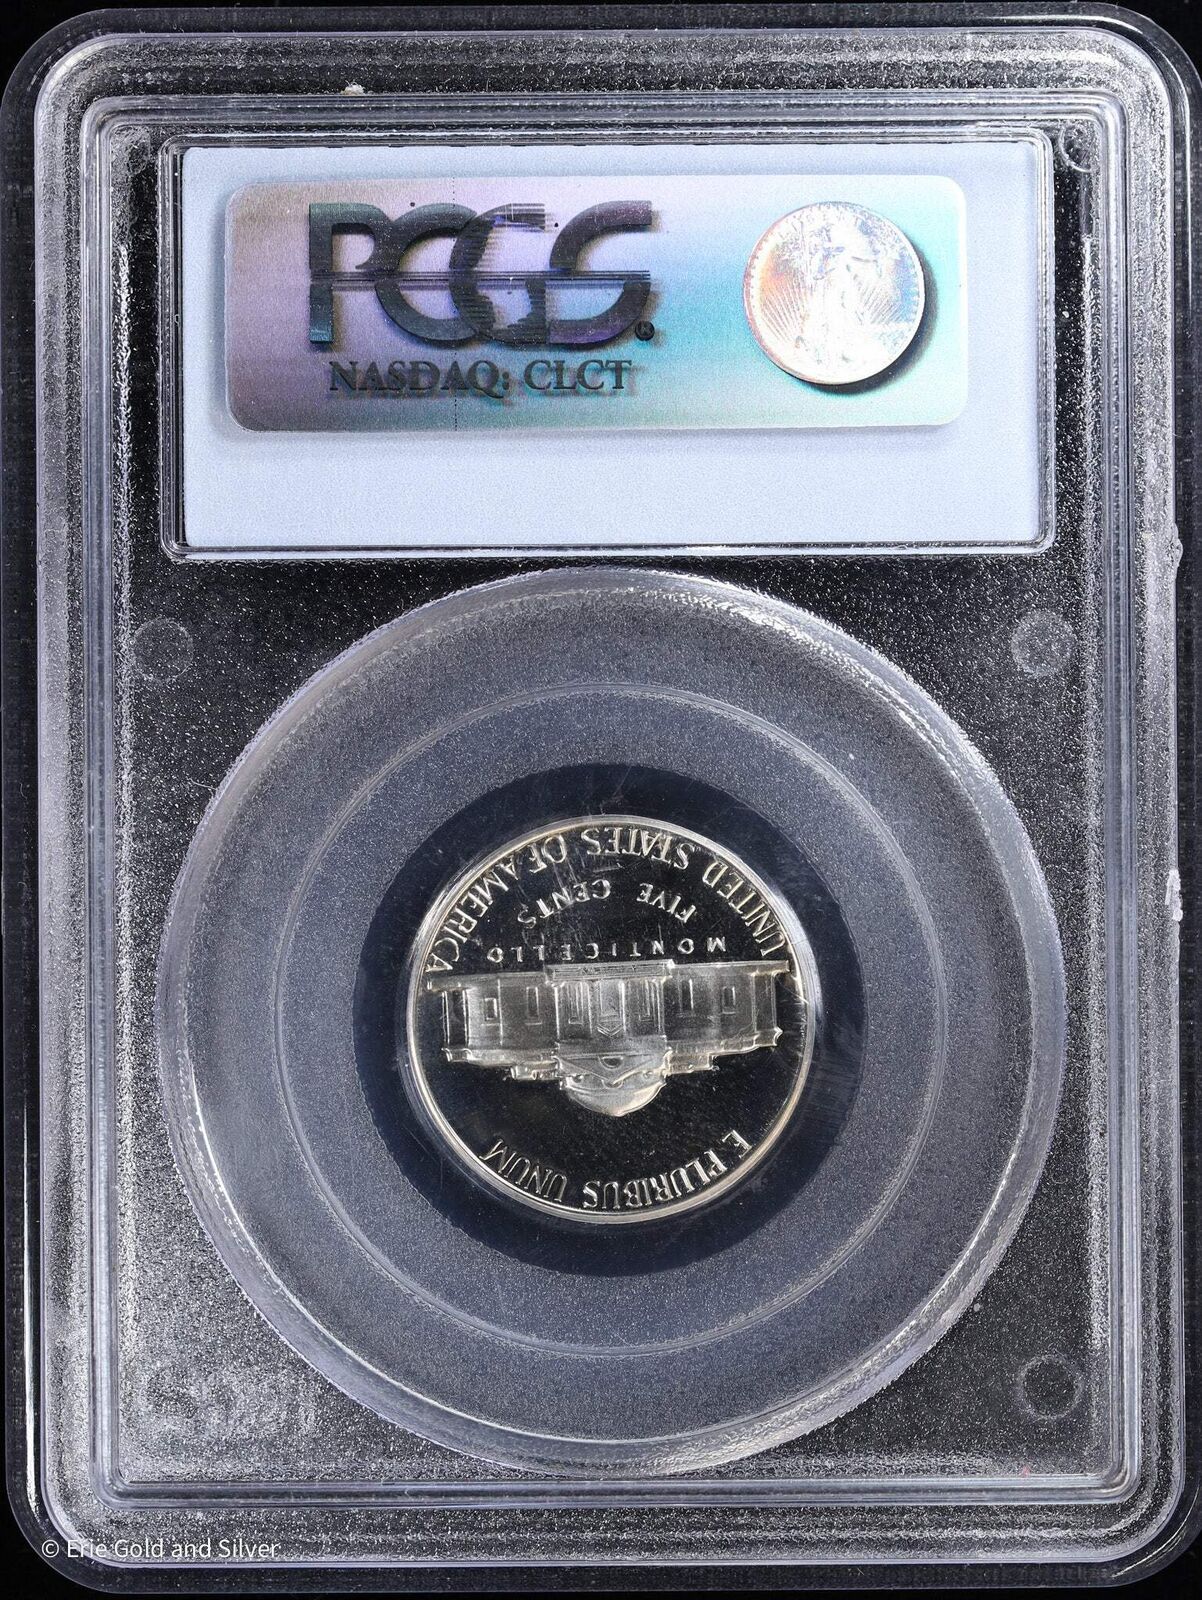 PCGS®
NASDAQ: CLCT
UNITED STATES OF AMERICA
FIVE CENTS
MONTICELLO
E PLURIBUS UNUM
© Erie Gold and Silver